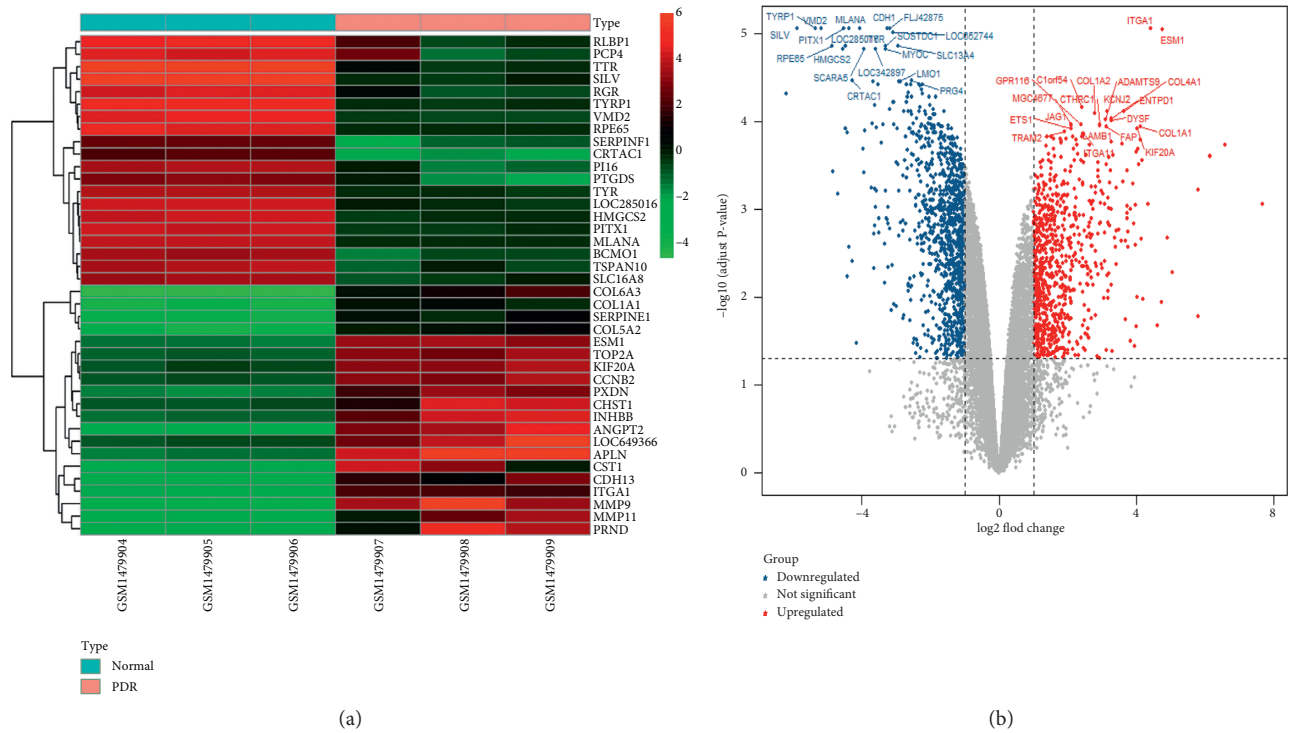 Type
6
4
2
0
−2
−4
RLBP1
PCP4
TTR
SILV
RGR
TYRP1
VMD2
RPE65
SERPINF1
CRTAC1
PI16
PTGDS
TYR
LOC285016
HMGCS2
PITX1
MLANA
BCMO1
TSPAN10
SLC16A8
COL6A3
COL1A1
SERPINE1
COL5A2
ESM1
TOP2A
KIF20A
CCNB2
PXDN
CHST1
INHBB
ANGPT2
LOC649366
APLN
CST1
CDH13
ITGA1
MMP9
MMP11
PRND
GSM1479904
GSM1479905
GSM1479906
GSM1479907
GSM1479908
GSM1479909
Type
Normal
PDR
(a)
−log10 (adjust P-value)
5
4
3
2
1
0
TYRP1
VMD2
MLANA
CDH1
FLJ42875
SILV
PITX1
SOSTDC1
LOC652744
RPE65
HMGCS2
MYOC
SLC13A4
SCARA5
LOC342897
LMO1
CRTAC1
PRG4
ITGA1
ESM1
GPR116
C1orf54
COL1A2
ADAMTS9
COL4A1
MGC4677
CTHRC1
KCNJ2
ENTPD1
ETS1
JAG1
DYSF
TRAM2
LAMB1
FAP
COL1A1
ITGA11
KIF20A
−4
0
4
8
log2 flod change
Group
Downregulated
Not significant
Upregulated
(b)